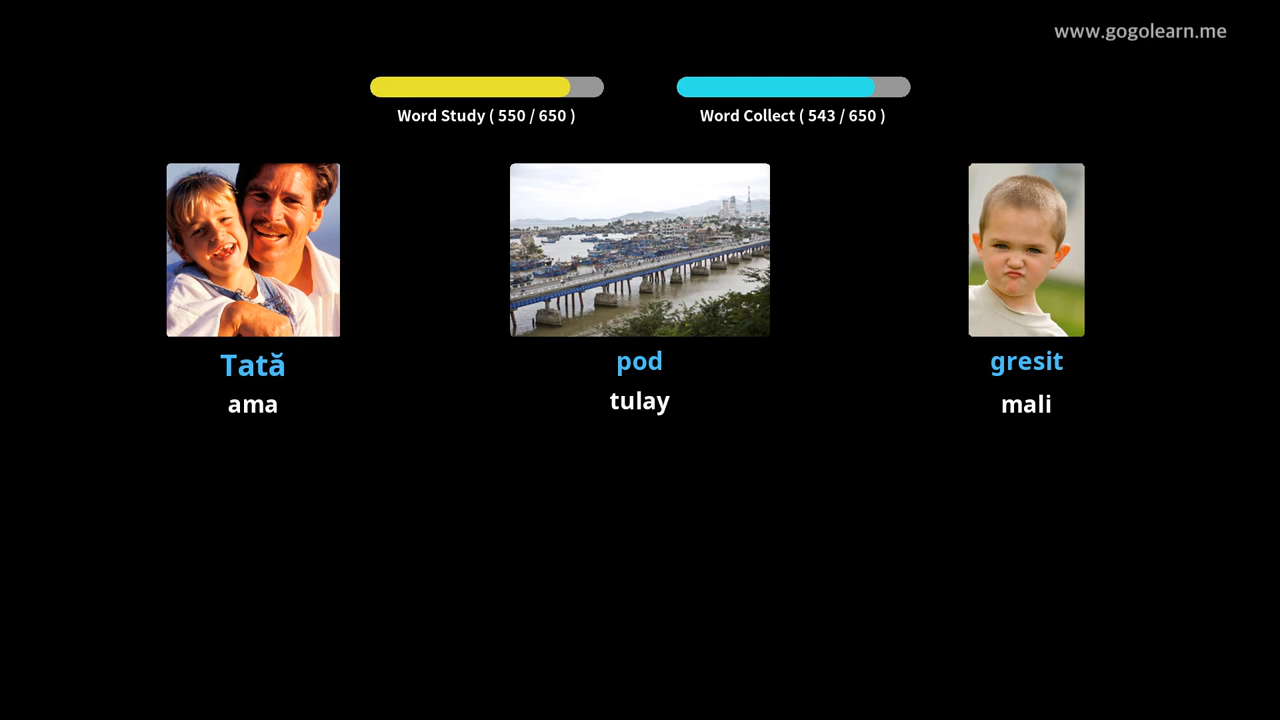 www.gogolearn.me
Word Study ( 550 / 650 )
Word Collect ( 543 / 650 )
Tată
pod
gresit
ama
tulay
mali